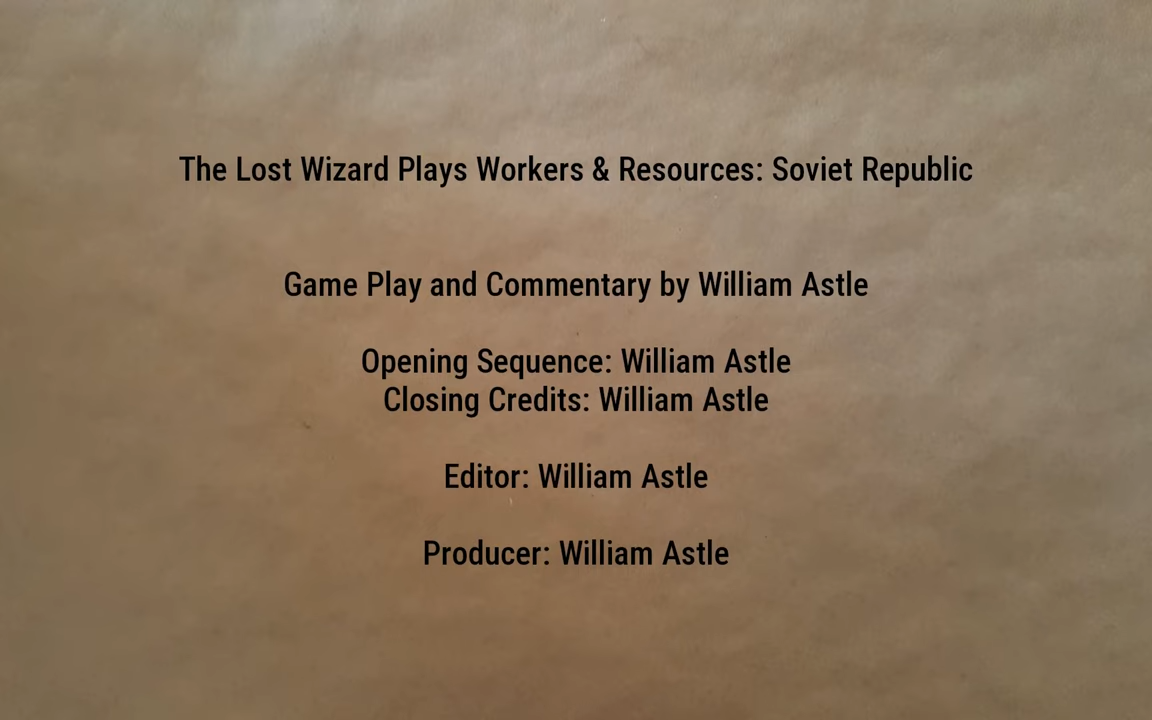 The Lost Wizard Plays Workers & Resources: Soviet Republic
Game Play and Commentary by William Astle
Opening Sequence: William Astle
Closing Credits: William Astle
Editor: William Astle
Producer: William Astle